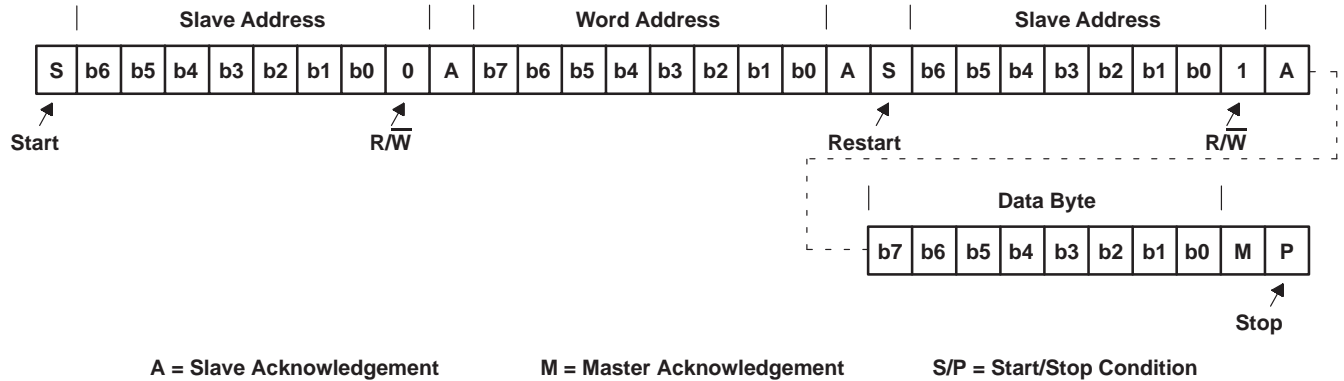 Slave Address Word Address Slave Address
S b6 b5 b4 b3 b2 b1 b0 0 A b7 b6 b5 b4 b3 b2 b1 b0 A S b6 b5 b4 b3 b2 b1 b0 1 A
Start R/W̅ Restart R/W̅
Data Byte
b7 b6 b5 b4 b3 b2 b1 b0 M P
Stop
A = Slave Acknowledgement M = Master Acknowledgement S/P = Start/Stop Condition